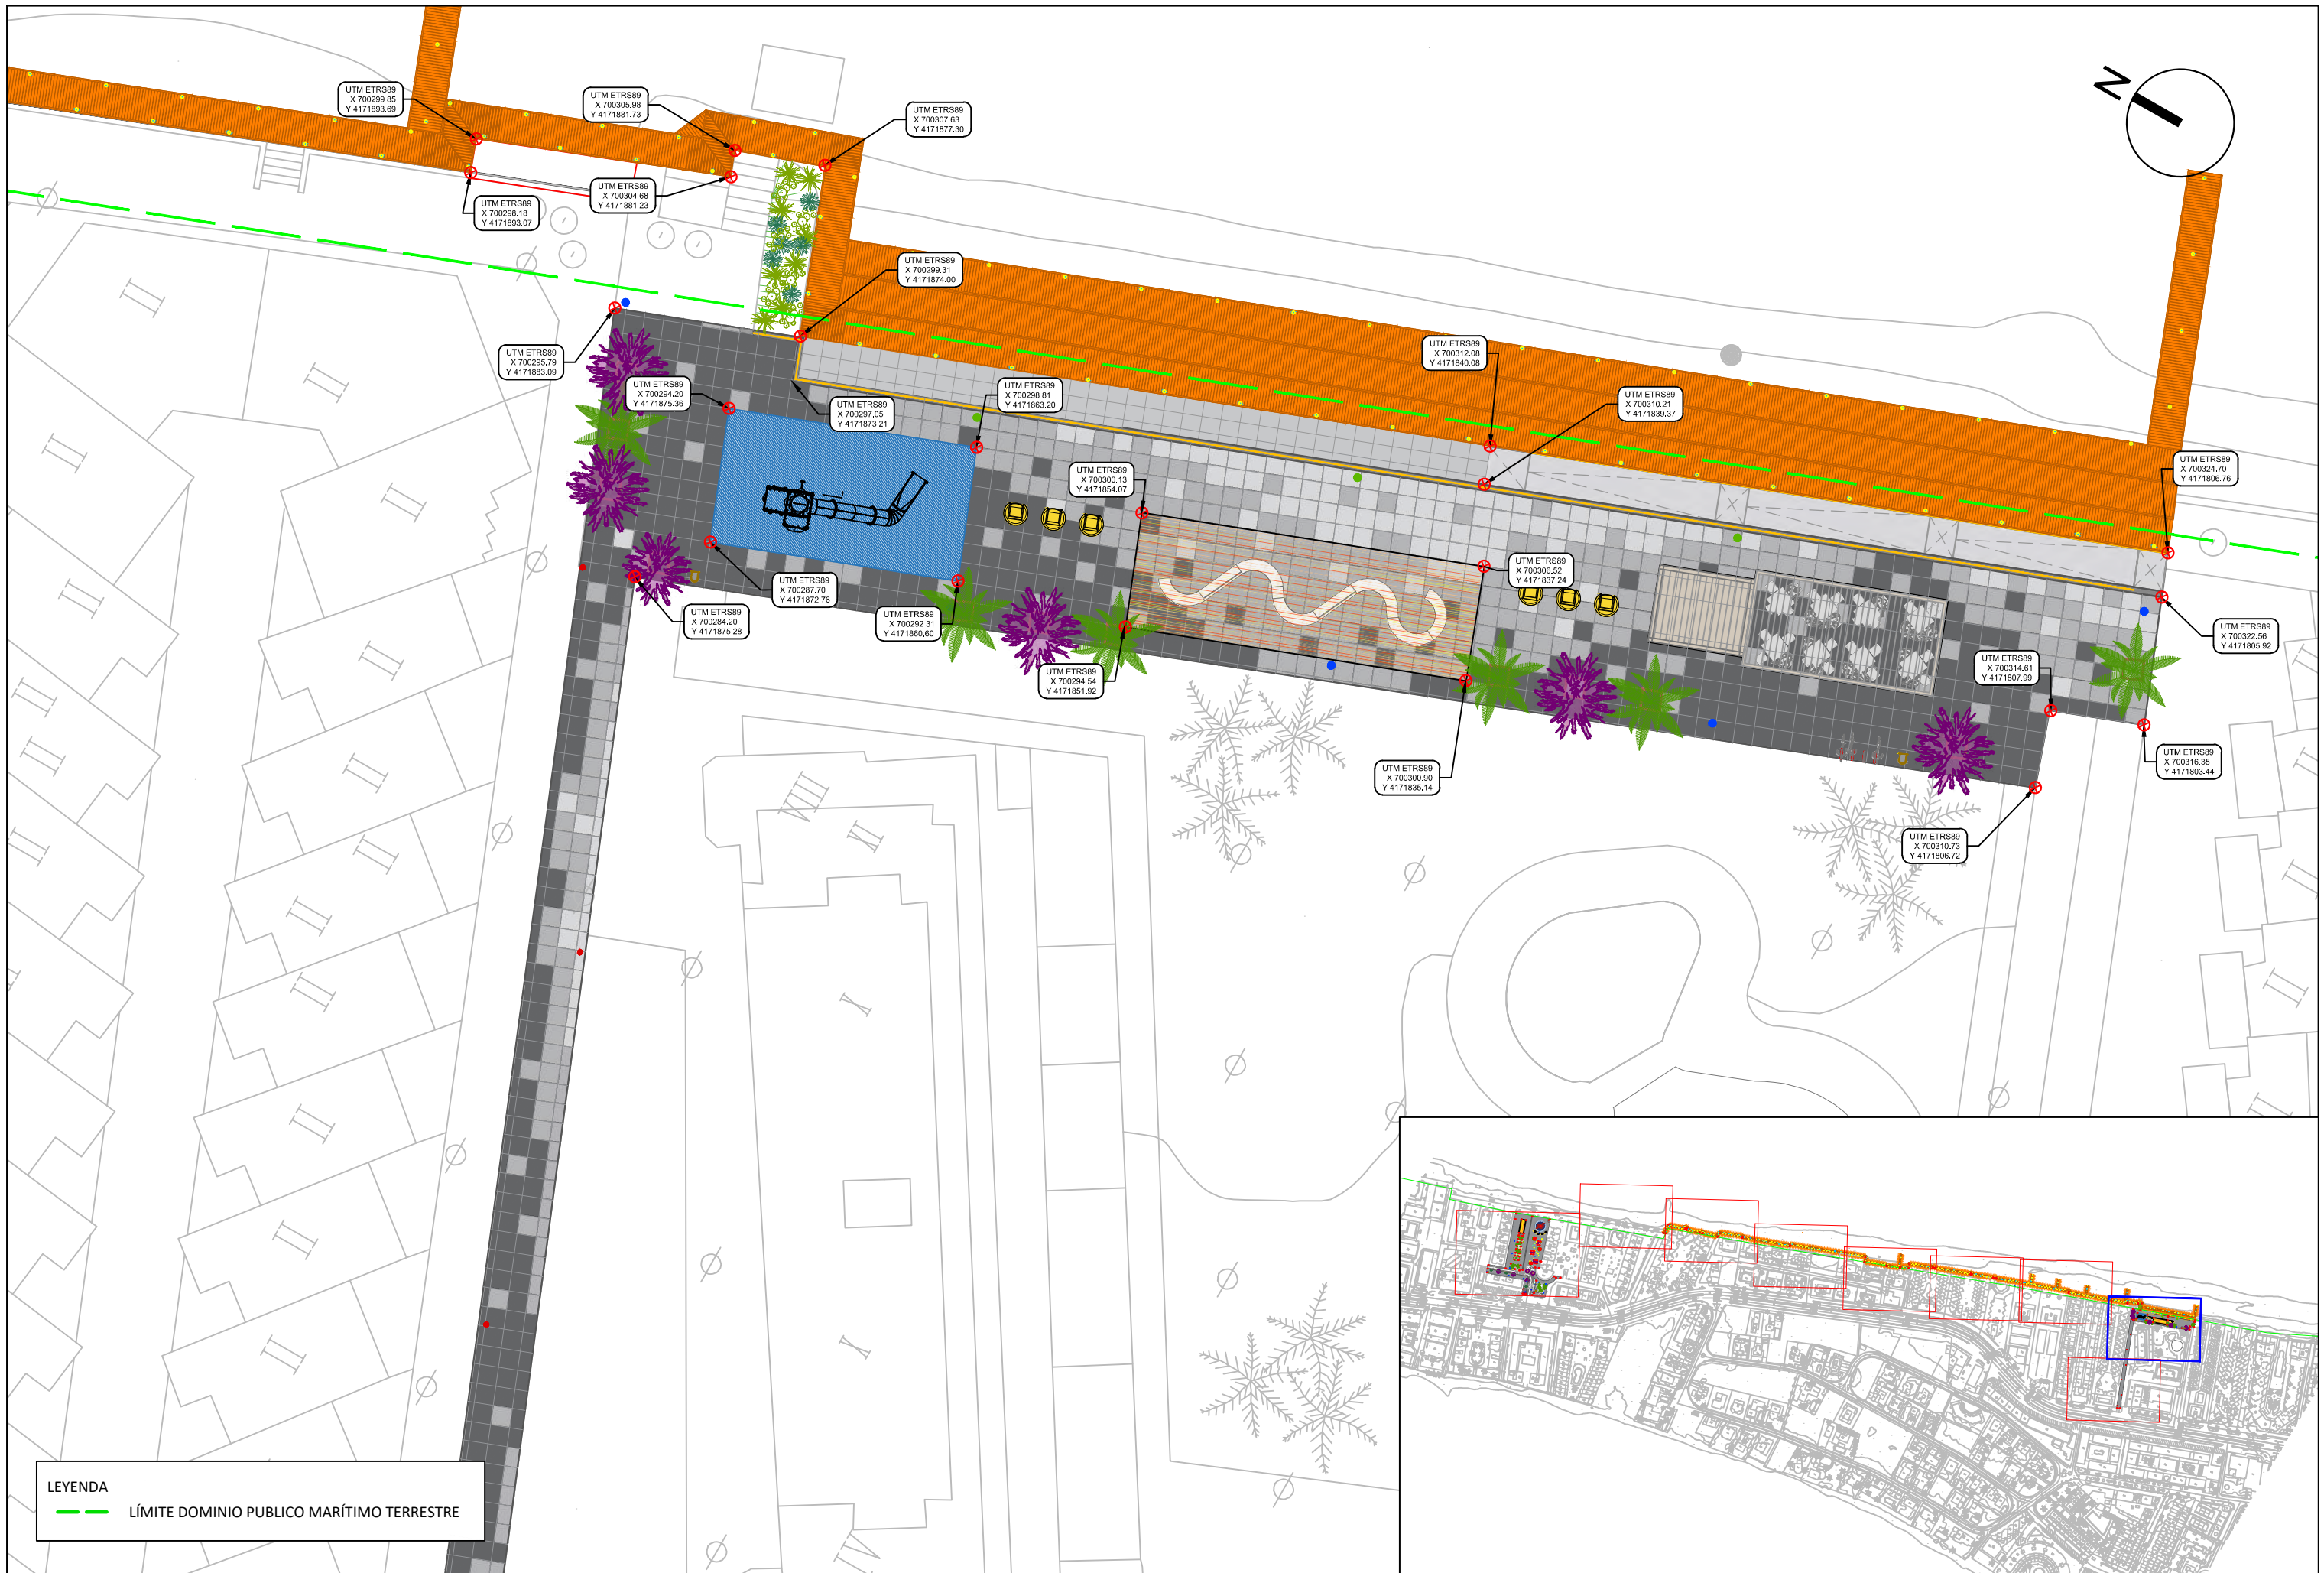 N
UTM ETRS89
X 700299,85
Y 4171893,69
UTM ETRS89
X 700305,98
Y 4171881.73
UTM ETRS89
X 700307,63
Y 4171877.30
UTM ETRS89
X 700304.68
Y 4171881.23
UTM ETRS89
X 700298.18
Y 4171893.07
UTM ETRS89
X 700299.31
Y 4171874.00
UTM ETRS89
X 700295,79
Y 4171883.09
UTM ETRS89
X 700294.20
Y 4171875.36
UTM ETRS89
X 700297,05
Y 4171873.21
UTM ETRS89
X 700298.81
Y 4171863,20
UTM ETRS89
X 700312.08
Y 4171840.08
UTM ETRS89
X 700310.21
Y 4171839.37
UTM ETRS89
X 700300.13
Y 4171854.07
UTM ETRS89
X 700324.70
Y 4171806.76
UTM ETRS89
X 700306,52
Y 4171837,24
UTM ETRS89
X 700287.70
Y 4171872.76
UTM ETRS89
X 700284.20
Y 4171875.28
UTM ETRS89
X 700292.31
Y 4171860,60
UTM ETRS89
X 700322.56
Y 4171805.92
UTM ETRS89
X 700294.54
Y 4171851,92
UTM ETRS89
X 700314.61
Y 4171807,99
UTM ETRS89
X 700316.35
Y 4171803.44
UTM ETRS89
X 700300,90
Y 4171835,14
UTM ETRS89
X 700310.73
Y 4171806.72
LEYENDA
LÍMITE DOMINIO PUBLICO MARÍTIMO TERRESTRE